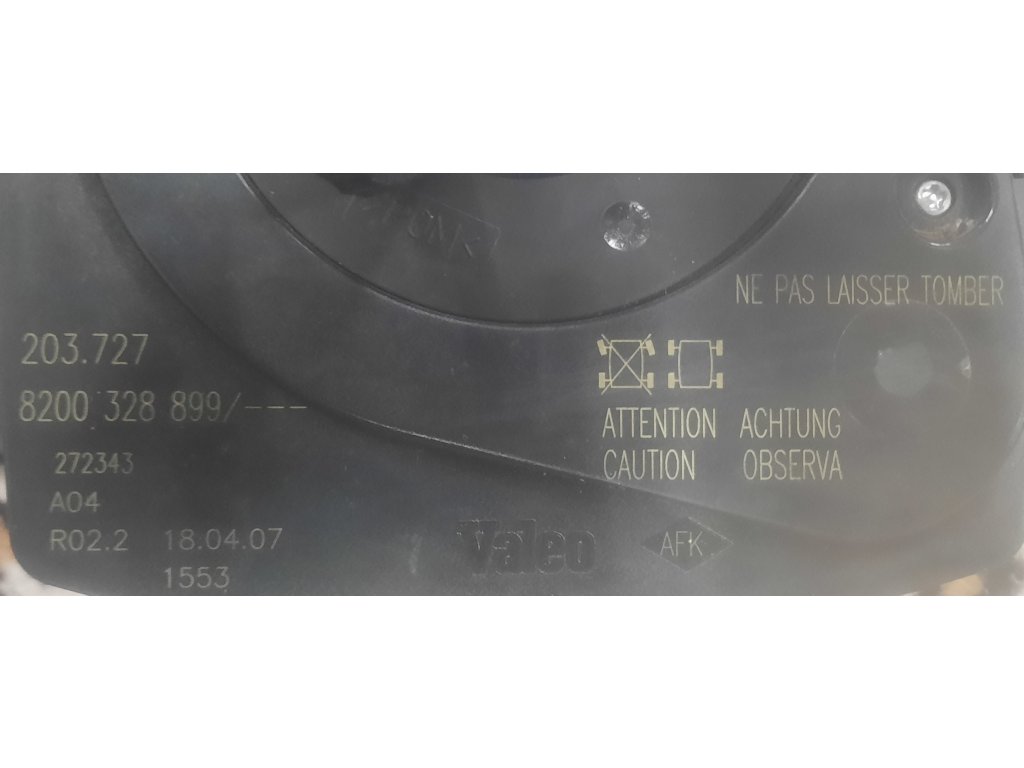 NE PAS LAISSER TOMBER
203.727
8200 328 899/---
ATTENTION ACHTUNG
CAUTION OBSERVA
272343
A04
R02.2 18.04.07
1553
Valeo
AFK